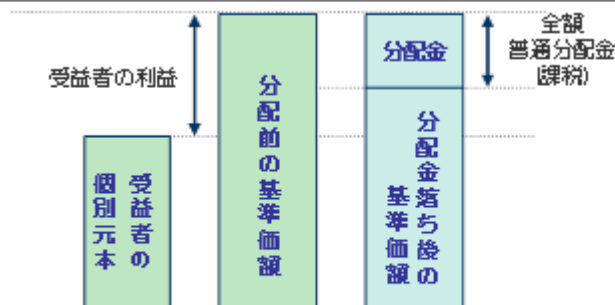 受益者の利益
受益者の
個別元本
分配前の基準価額
分配金
分配金落ち後の
基準価額
全額
普通分配金
(課税)